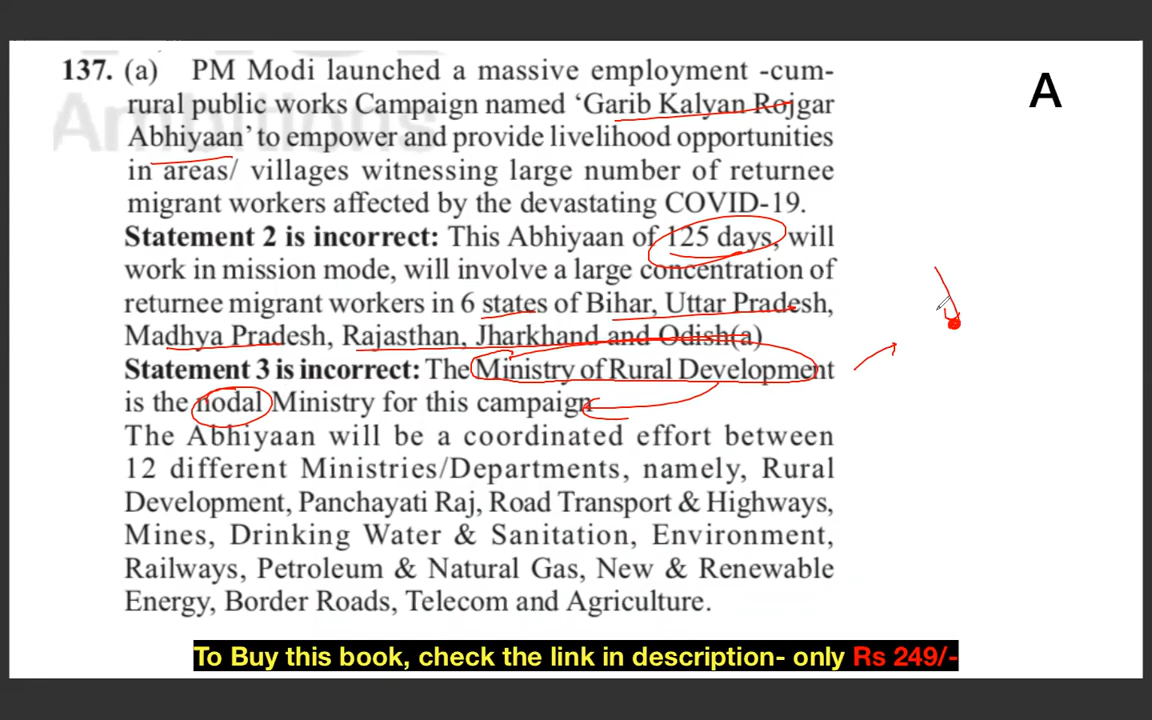 137. (a) PM Modi launched a massive employment -cum-
rural public works Campaign named ‘Garib Kalyan Rojgar
Abhiyaan’ to empower and provide livelihood opportunities
in areas/ villages witnessing large number of returnee
migrant workers affected by the devastating COVID-19.
Statement 2 is incorrect: This Abhiyaan of 125 days, will
work in mission mode, will involve a large concentration of
returnee migrant workers in 6 states of Bihar, Uttar Pradesh,
Madhya Pradesh, Rajasthan, Jharkhand and Odish(a)
Statement 3 is incorrect: The Ministry of Rural Development
is the nodal Ministry for this campaign
The Abhiyaan will be a coordinated effort between
12 different Ministries/Departments, namely, Rural
Development, Panchayati Raj, Road Transport & Highways,
Mines, Drinking Water & Sanitation, Environment,
Railways, Petroleum & Natural Gas, New & Renewable
Energy, Border Roads, Telecom and Agriculture.
A
Ambitions
To Buy this book, check the link in description- only Rs 249/-